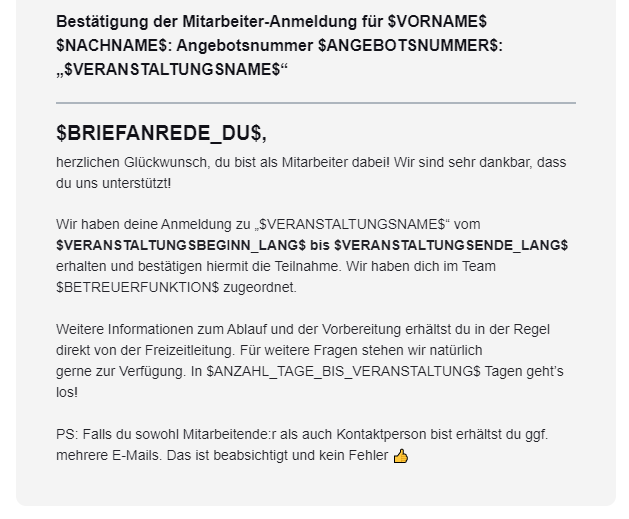 Bestätigung der Mitarbeiter-Anmeldung für $VORNAME$
$NACHNAME$: Angebotsnummer $ANGEBOTSNUMMER$:
„$VERANSTALTUNGSNAME$“
$BRIEFANREDE_DU$,
herzlichen Glückwunsch, du bist als Mitarbeiter dabei! Wir sind sehr dankbar, dass
du uns unterstützt!
Wir haben deine Anmeldung zu „$VERANSTALTUNGSNAME$“ vom
$VERANSTALTUNGSBEGINN_LANG$ bis $VERANSTALTUNGSENDE_LANG$
erhalten und bestätigen hiermit die Teilnahme. Wir haben dich im Team
$BETREUERFUNKTION$ zugeordnet.
Weitere Informationen zum Ablauf und der Vorbereitung erhältst du in der Regel
direkt von der Freizeitleitung. Für weitere Fragen stehen wir natürlich
gerne zur Verfügung. In $ANZAHL_TAGE_BIS_VERANSTALTUNG$ Tagen geht’s
los!
PS: Falls du sowohl Mitarbeitende:r als auch Kontaktperson bist erhältst du ggf.
mehrere E-Mails. Das ist beabsichtigt und kein Fehler 👍